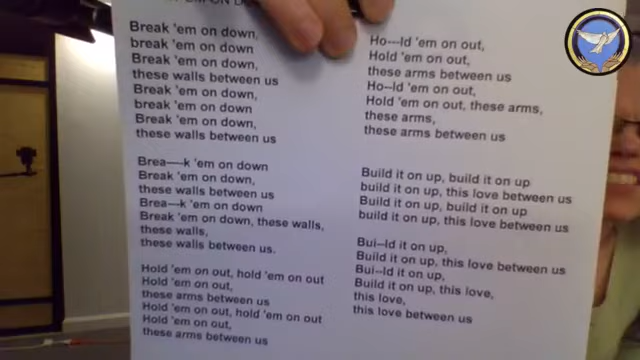 Break 'em on down,
break 'em on down
Break 'em on down,
these walls between us
Break 'em on down,
break 'em on down
Break 'em on down,
these walls between us
Brea—-k 'em on down
Break 'em on down,
these walls between us
Brea—k 'em on down
Break 'em on down, these walls,
these walls,
these walls between us.
Hold 'em on out, hold 'em on out
Hold 'em on out,
these arms between us
Hold 'em on out, hold 'em on out
Hold 'em on out,
these arms between us
Ho---ld 'em on out,
Hold 'em on out,
these arms between us
Ho--ld 'em on out,
Hold 'em on out, these arms,
these arms,
these arms between us
Build it on up, build it on up
build it on up, this love between us
Build it on up, build it on up
build it on up, this love between us
Bui--ld it on up,
Build it on up, this love between us
Bui--ld it on up,
Build it on up, this love,
this love,
this love between us